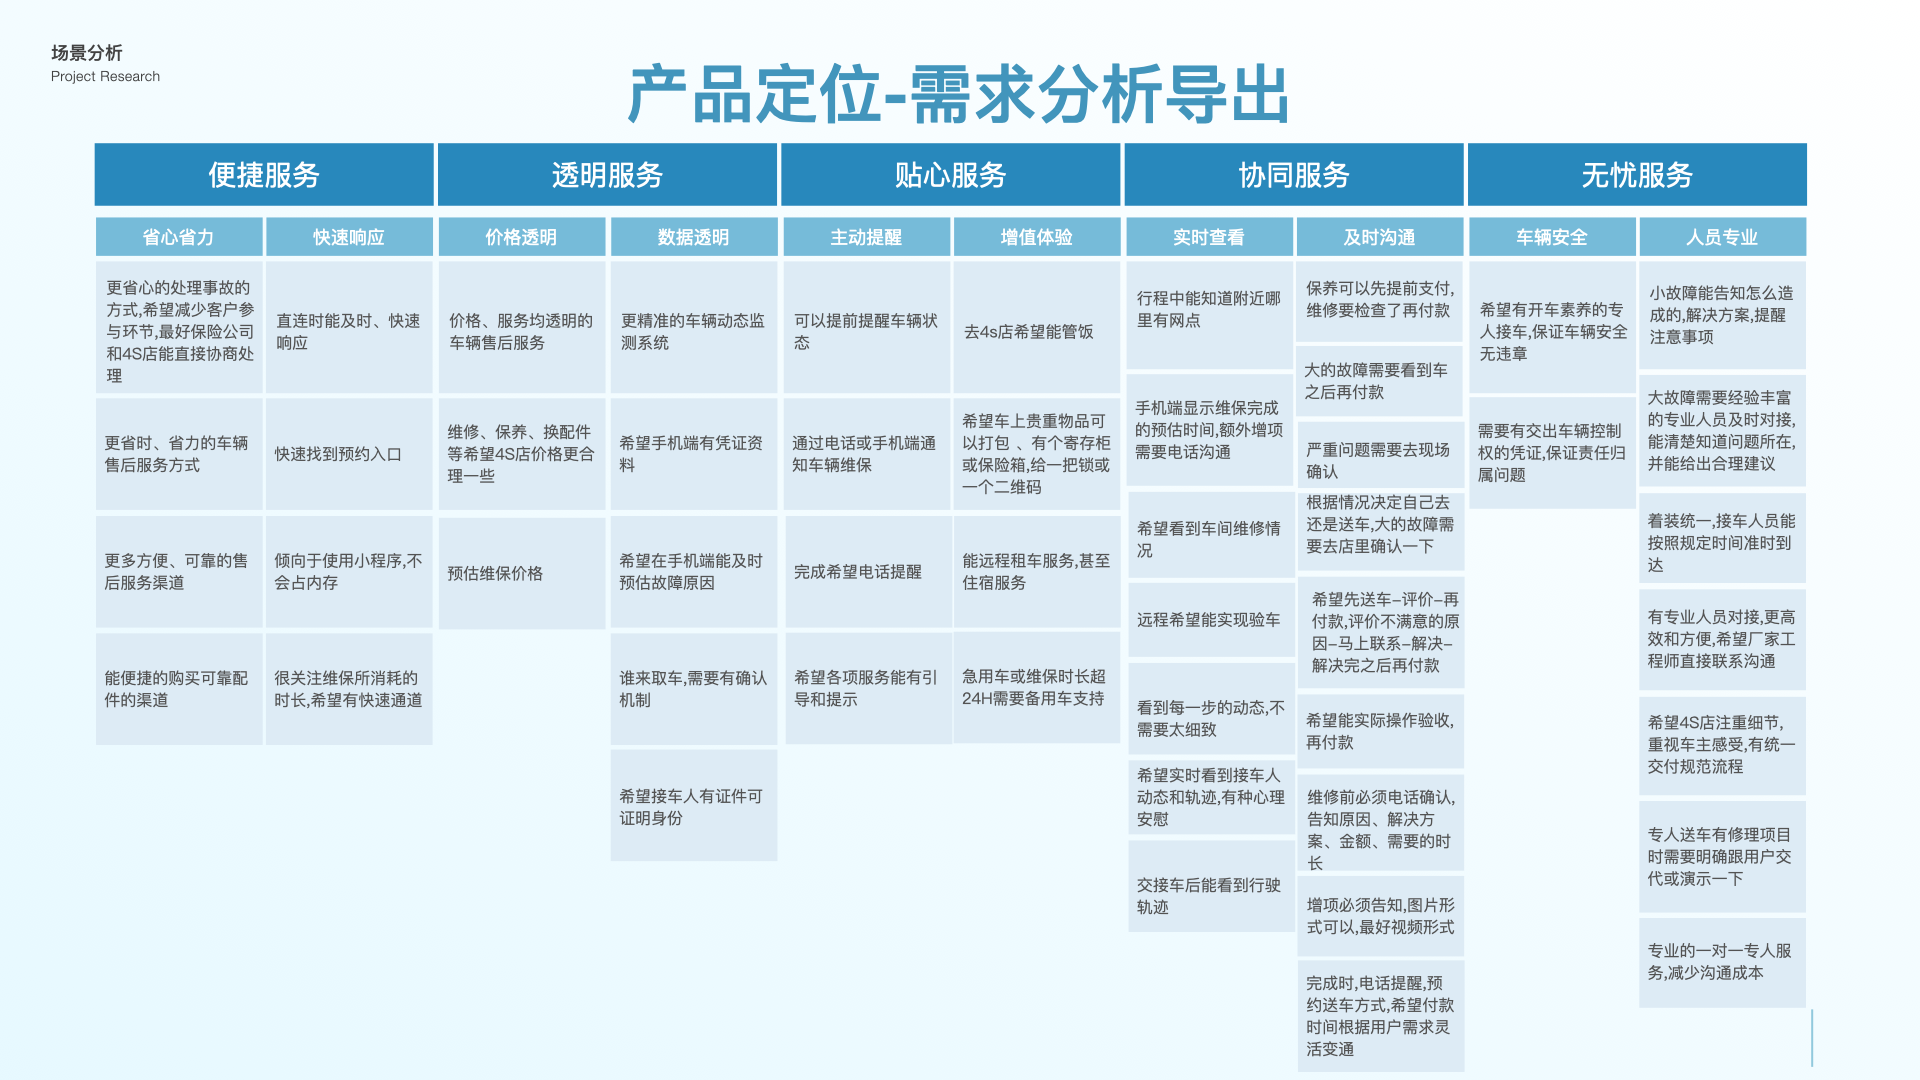 场景分析
Project Research
产品定位-需求分析导出
便捷服务
透明服务
贴心服务
协同服务
无忧服务
省心省力
快速响应
价格透明
数据透明
主动提醒
增值体验
实时查看
及时沟通
车辆安全
人员专业
更省心的处理事故的
方式,希望减少客户参
与环节,最好保险公司
和4S店能直接协商处
理
更省时、省力的车辆
售后服务方式
更多方便、可靠的售
后服务渠道
能便捷的购买可靠配
件的渠道
直连时能及时、快速
响应
快速找到预约入口
倾向于使用小程序,不
会占内存
很关注维保所消耗的
时长,希望有快速通道
价格、服务均透明的
车辆售后服务
维修、保养、换配件
等希望4S店价格更合
理一些
预估维保价格
更精准的车辆动态监
测系统
希望手机端有凭证资
料
希望在手机端能及时
预估故障原因
谁来取车,需要有确认
机制
希望接车人有证件可
证明身份
可以提前提醒车辆状
态
通过电话或手机端通
知车辆维保
完成希望电话提醒
希望各项服务能有引
导和提示
去4s店希望能管饭
希望车上贵重物品可
以打包 、有个寄存柜
或保险箱,给一把锁或
一个二维码
能远程租车服务,甚至
住宿服务
急用车或维保时长超
24H需要备用车支持
行程中能知道附近哪
里有网点
手机端显示维保完成
的预估时间,额外增项
需要电话沟通
希望看到车间维修情
况
远程希望能实现验车
看到每一步的动态,不
需要太细致
希望实时看到接车人
动态和轨迹,有种心理
安慰
交接车后能看到行驶
轨迹
保养可以先提前支付,
维修要检查了再付款
大的故障需要看到车
之后再付款
严重问题需要去现场
确认
根据情况决定自己去
还是送车,大的故障需
要去店里确认一下
希望先送车–评价–再
付款,评价不满意的原
因–马上联系–解决–
解决完之后再付款
希望能实际操作验收,
再付款
维修前必须电话确认,
告知原因、解决方
案、金额、需要的时
长
增项必须告知,图片形
式可以,最好视频形式
完成时,电话提醒,预
约送车方式,希望付款
时间根据用户需求灵
活变通
希望有开车素养的专
人接车,保证车辆安全
无违章
需要有交出车辆控制
权的凭证,保证责任归
属问题
小故障能告知怎么造
成的,解决方案,提醒
注意事项
大故障需要经验丰富
的专业人员及时对接,
能清楚知道问题所在,
并能给出合理建议
着装统一,接车人员能
按照规定时间准时到
达
有专业人员对接,更高
效和方便,希望厂家工
程师直接联系沟通
希望4S店注重细节,
重视车主感受,有统一
交付规范流程
专人送车有修理项目
时需要明确跟用户交
代或演示一下
专业的一对一专人服
务,减少沟通成本